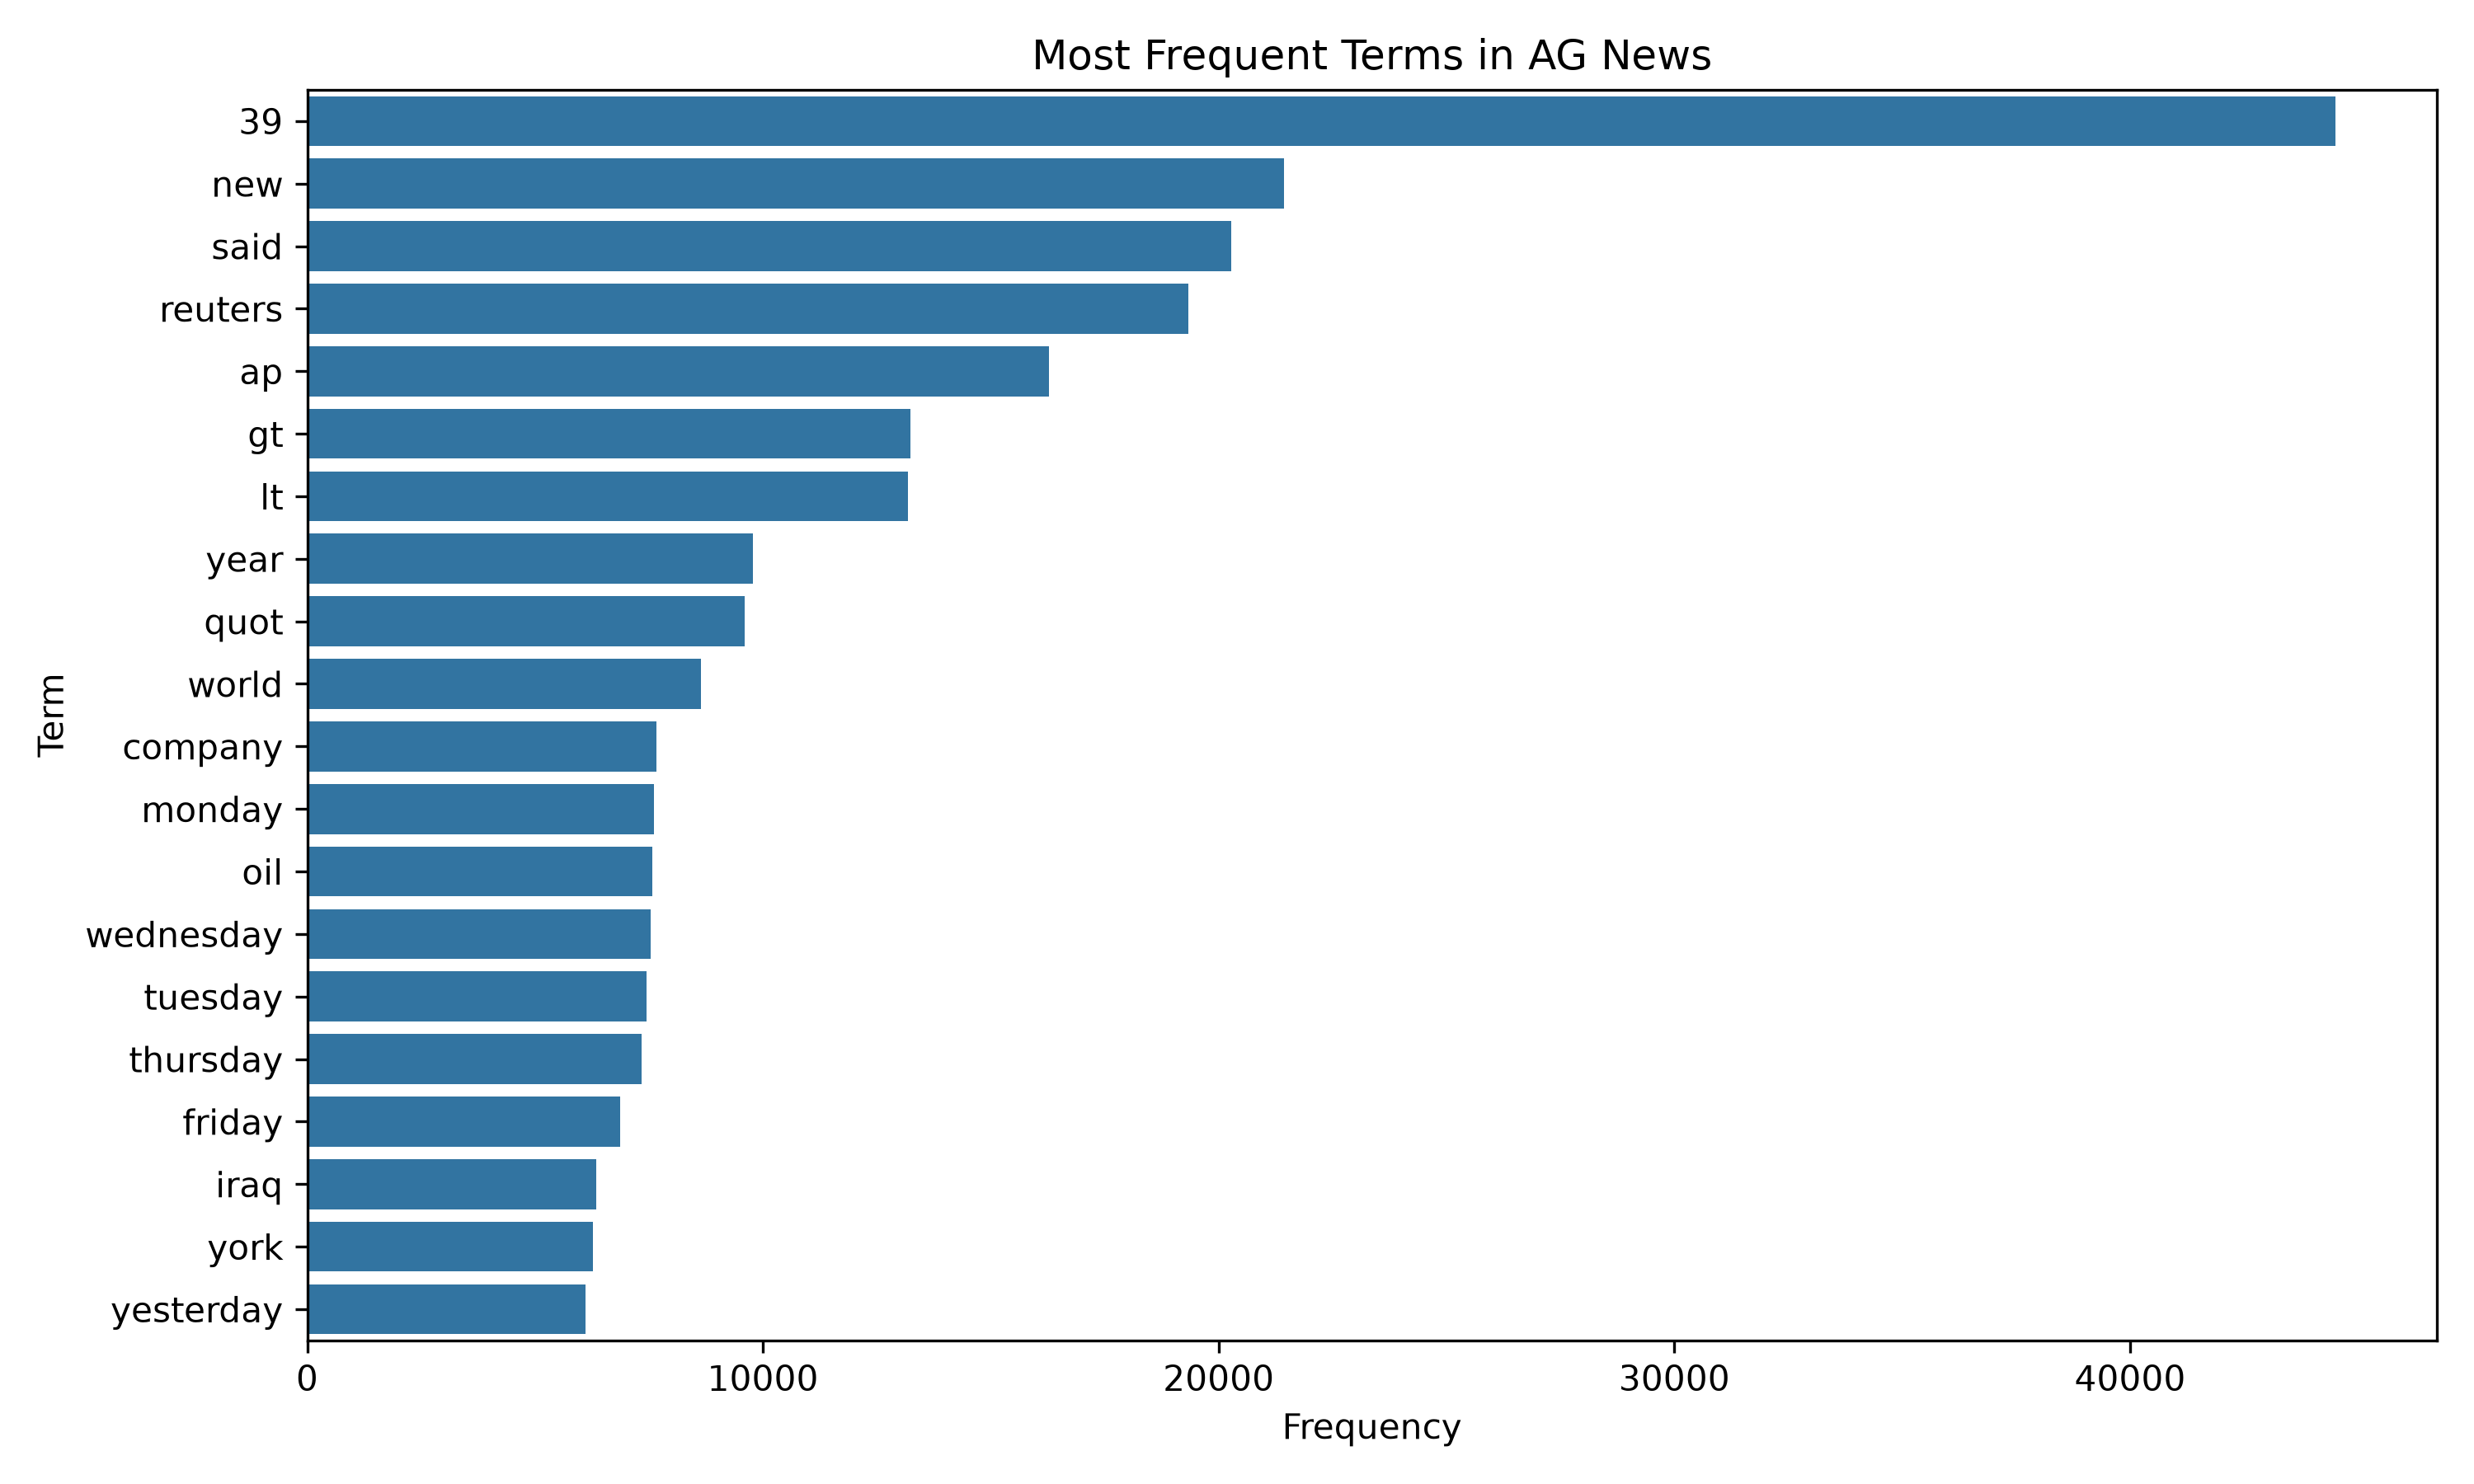 Most Frequent Terms in AG News
Term
39
new
said
reuters
ap
gt
lt
year
quot
world
company
monday
oil
wednesday
tuesday
thursday
friday
iraq
york
yesterday
0 10000 20000 30000 40000
Frequency